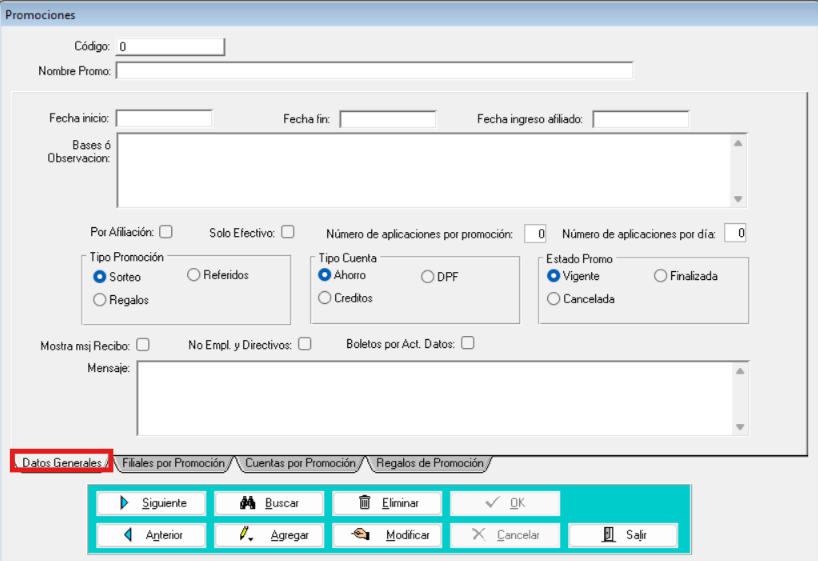 Promociones
Código: 0
Nombre Promo:
Fecha inicio: Fecha fin: Fecha ingreso afiliado:
Bases ó
Observacion:
Por Afiliación: Solo Efectivo: Número de aplicaciones por promoción: 0 Número de aplicaciones por día: 0
Tipo Promoción Tipo Cuenta Estado Promo
Sorteo Referidos Ahorro DPF Vigente Finalizada
Regalos Creditos Cancelada
Mostra msj Recibo: No Empl. y Directivos: Boletos por Act. Datos:
Mensaje:
Datos Generales Filiales por Promoción Cuentas por Promoción Regalos de Promoción
Siguiente Buscar Eliminar OK
Anterior Agregar Modificar Cancelar Salir